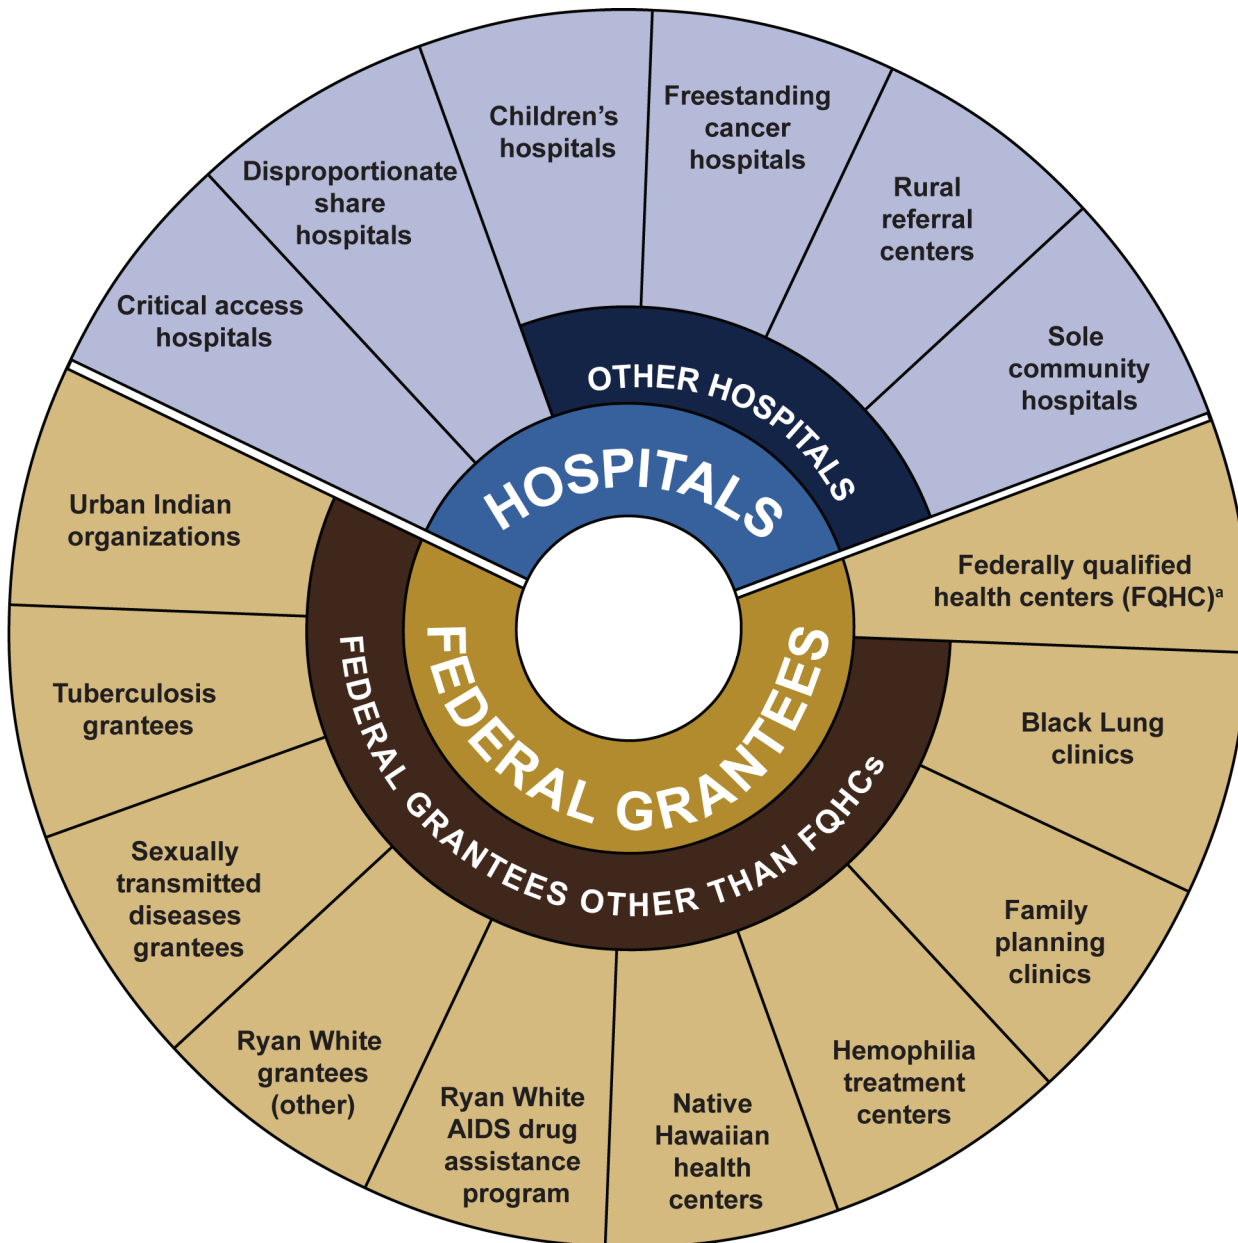 Children’s
hospitals
Freestanding
cancer
hospitals
Disproportionate
share
hospitals
Rural
referral
centers
Critical access
hospitals
Sole
community
hospitals
OTHER HOSPITALS
HOSPITALS
Urban Indian
organizations
Federally qualified
health centers (FQHC)ª
FEDERAL GRANTEES
FEDERAL GRANTEES OTHER THAN FQHCs
Tuberculosis
grantees
Black Lung
clinics
Sexually
transmitted
diseases
grantees
Family
planning
clinics
Ryan White
grantees
(other)
Ryan White
AIDS drug
assistance
program
Native
Hawaiian
health
centers
Hemophilia
treatment
centers